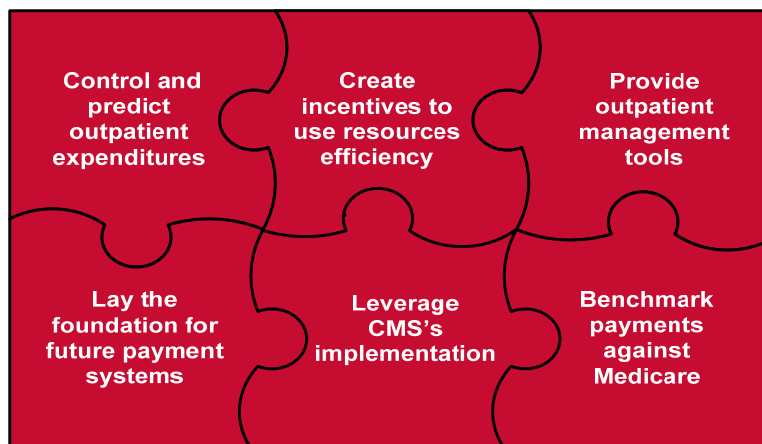 Control and
predict
outpatient
expenditures
Create
incentives to
use resources
efficiency
Provide
outpatient
management
tools
Lay the
foundation for
future payment
systems
Leverage
CMS's
implementation
Benchmark
payments
against
Medicare